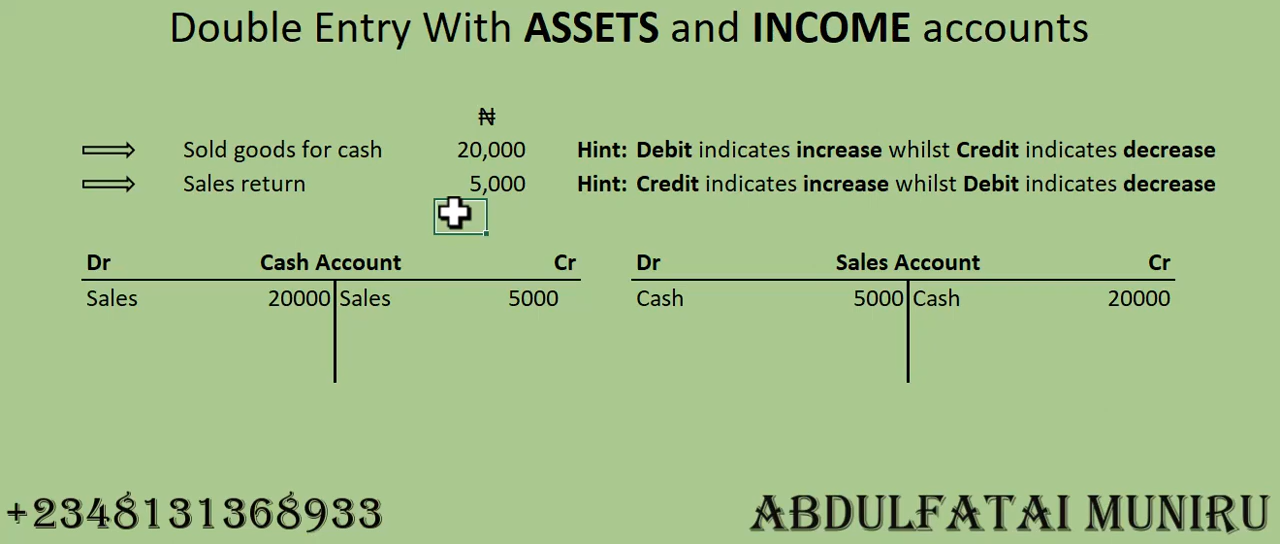 Double Entry With ASSETS and INCOME accounts
₦
Sold goods for cash 20,000 Hint: Debit indicates increase whilst Credit indicates decrease
Sales return 5,000 Hint: Credit indicates increase whilst Debit indicates decrease
Dr Cash Account Cr Dr Sales Account Cr
Sales 20000 Sales 5000 Cash 5000 Cash 20000
+2348131368933 ABDULFATAI MUNIRU